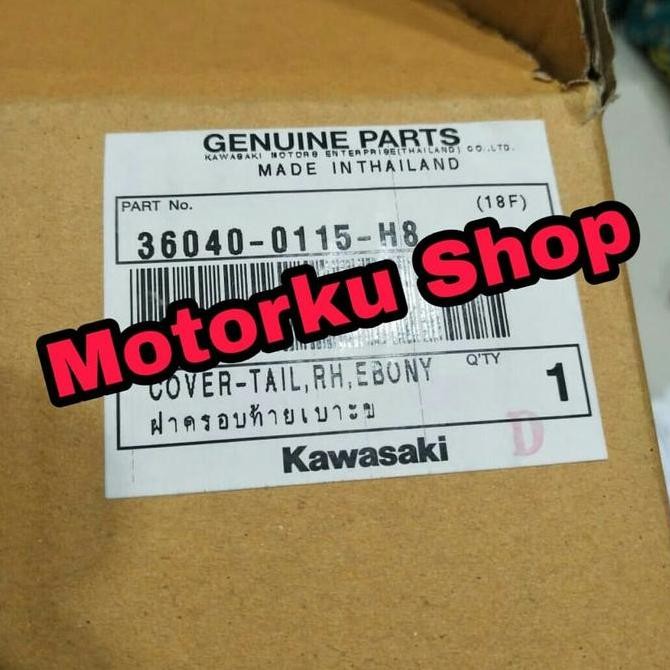 GENUINE PARTS
KAWASAKI MOTORS ENTERPRISE(THAILAND) CO.,LTD.
MADE IN THAILAND
PART No.
(18F)
36040-0115-H8
Motorku Shop
COVER-TAIL,RH,EBONY
Q'TY
1
ฝาครอบท้ายเบาะข
D
Kawasaki